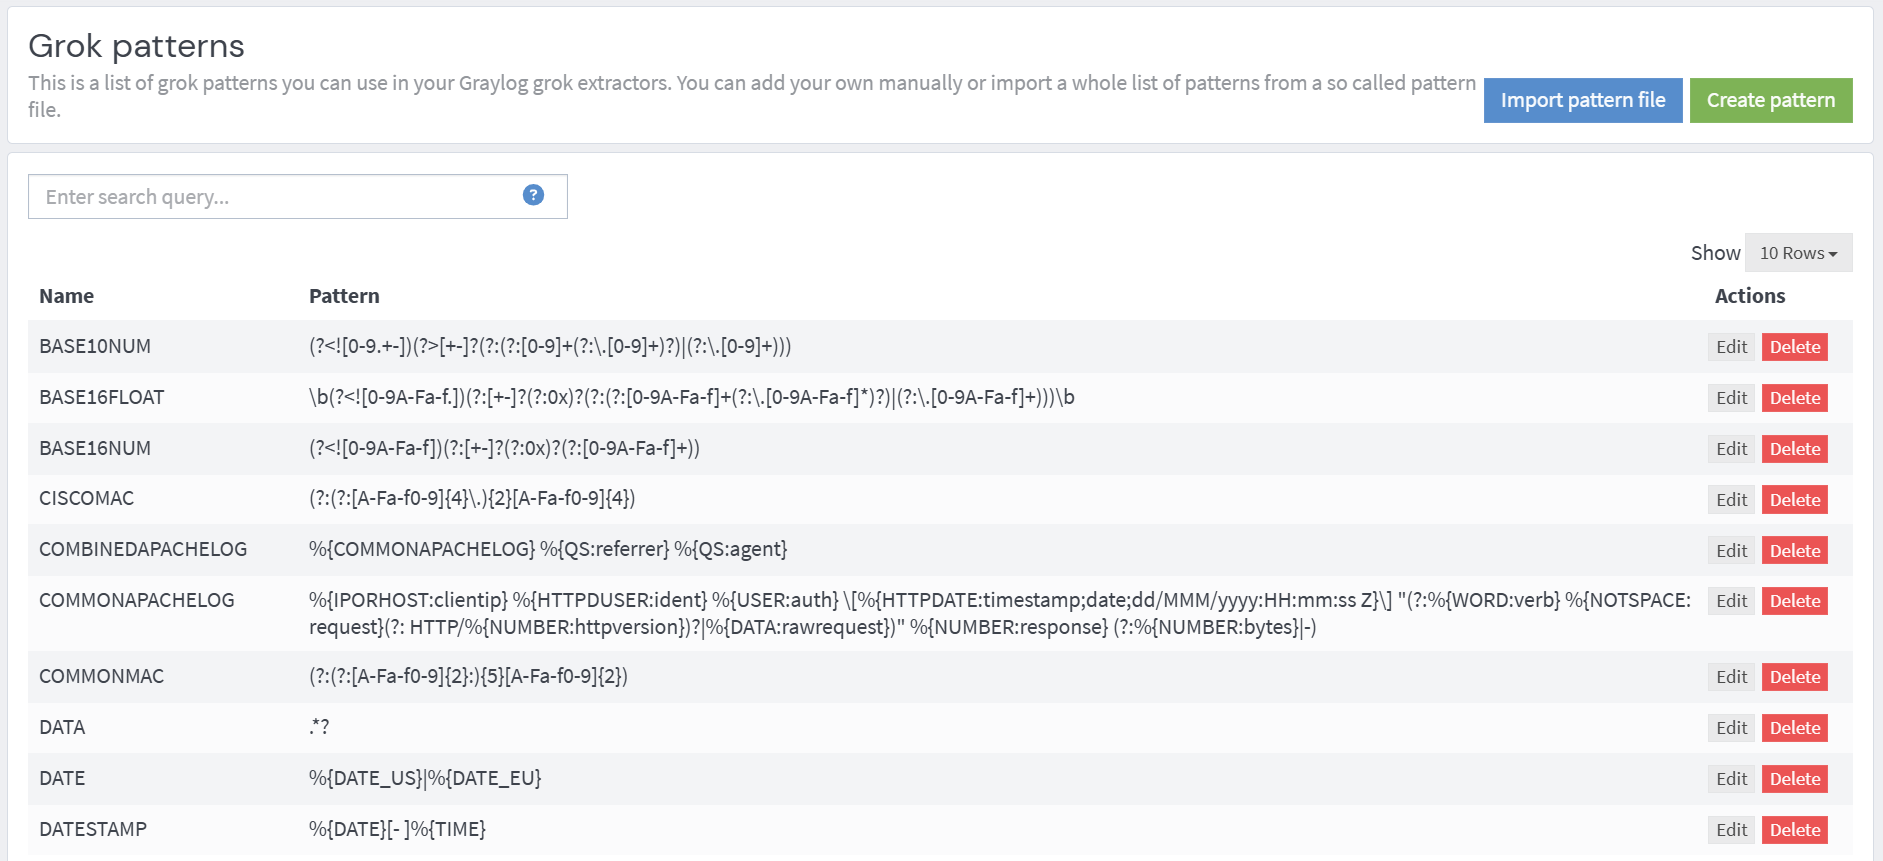 Grok patterns
This is a list of grok patterns you can use in your Graylog grok extractors. You can add your own manually or import a whole list of patterns from a so called pattern
file.
Import pattern file
Create pattern
Enter search query...
?
Show 10 Rows
Name Pattern Actions
BASE10NUM (?<![0-9.+-])(?>[+-]?(?:(?:[0-9]+(?:\.[0-9]+)?)|(?:\.[0-9]+))) Edit Delete
BASE16FLOAT \b(?<![0-9A-Fa-f.])(?:[+-]?(?:0x)?(?:(?:[0-9A-Fa-f]+(?:\.[0-9A-Fa-f]*)?)|(?:\.[0-9A-Fa-f]+)))\b Edit Delete
BASE16NUM (?<![0-9A-Fa-f])(?:[+-]?(?:0x)?(?:[0-9A-Fa-f]+)) Edit Delete
CISCOMAC (?:(?:[A-Fa-f0-9]{4}\.){2}[A-Fa-f0-9]{4}) Edit Delete
COMBINEDAPACHELOG %{COMMONAPACHELOG} %{QS:referrer} %{QS:agent} Edit Delete
COMMONAPACHELOG %{IPORHOST:clientip} %{HTTPDUSER:ident} %{USER:auth} \[%{HTTPDATE:timestamp;date;dd/MMM/yyyy:HH:mm:ss Z}\] "(?:%{WORD:verb} %{NOTSPACE: Edit Delete
request}(?: HTTP/%{NUMBER:httpversion})?|%{DATA:rawrequest})" %{NUMBER:response} (?:%{NUMBER:bytes}|-)
COMMONMAC (?:(?:[A-Fa-f0-9]{2}:){5}[A-Fa-f0-9]{2}) Edit Delete
DATA .*? Edit Delete
DATE %{DATE_US}|%{DATE_EU} Edit Delete
DATESTAMP %{DATE}[- ]%{TIME} Edit Delete